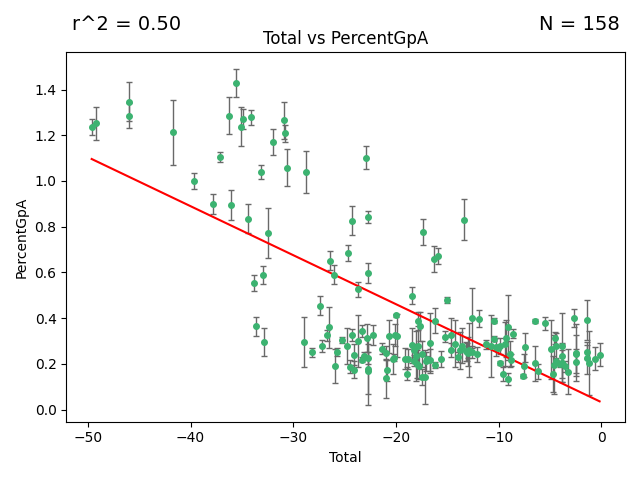 r^2 = 0.50
N = 158
Total vs PercentGpA
PercentGpA
1.4
1.2
1.0
0.8
0.6
0.4
0.2
0.0
−50 −40 −30 −20 −10 0
Total